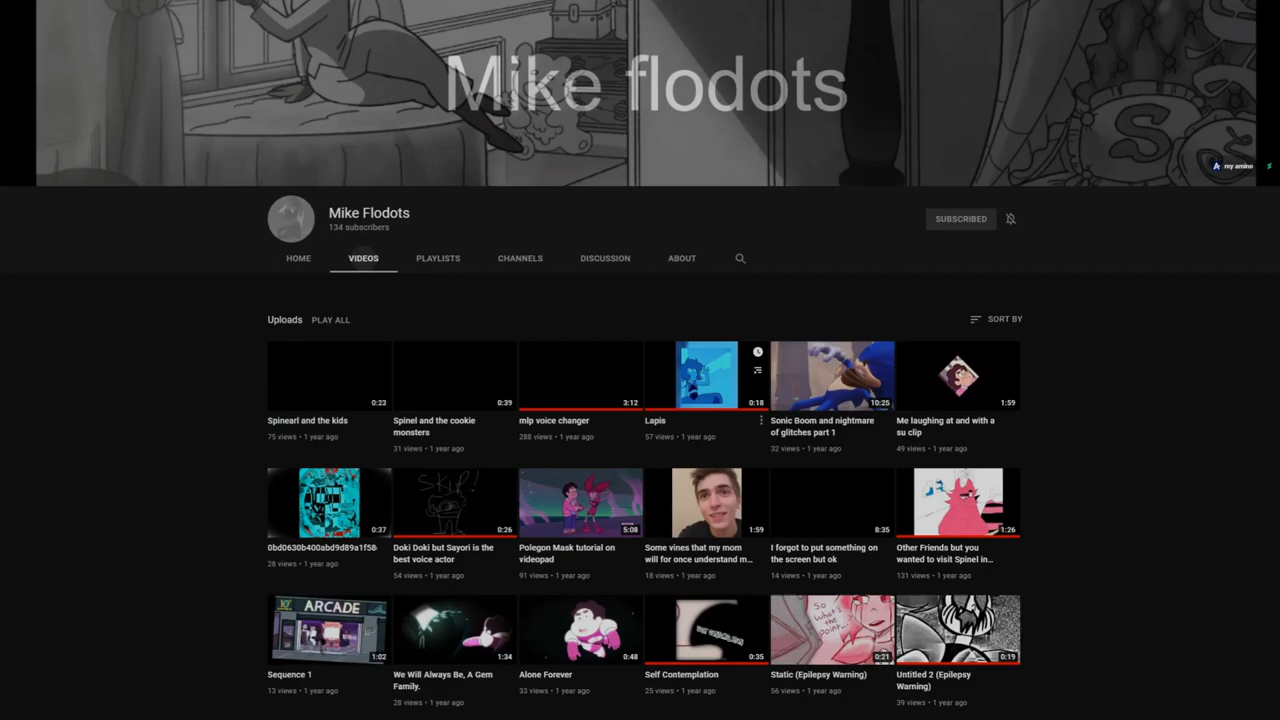 Mike flodots
my amino
Mike Flodots
134 subscribers
SUBSCRIBED
HOME
VIDEOS
PLAYLISTS
CHANNELS
DISCUSSION
ABOUT
Uploads
PLAY ALL
SORT BY
0:23
0:39
3:12
0:18
10:25
1:59
Spinearl and the kids
75 views • 1 year ago
Spinel and the cookie
monsters
31 views • 1 year ago
mlp voice changer
288 views • 1 year ago
Lapis
57 views • 1 year ago
Sonic Boom and nightmare
of glitches part 1
32 views • 1 year ago
Me laughing at and with a
su clip
49 views • 1 year ago
0:37
SKIP!
0:26
5:08
1:59
8:35
1:26
0bd0630b400abd9d89a1f58
28 views • 1 year ago
Doki Doki but Sayori is the
best voice actor
54 views • 1 year ago
Polegon Mask tutorial on
videopad
91 views • 1 year ago
Some vines that my mom
will for once understand m...
18 views • 1 year ago
I forgot to put something on
the screen but ok
14 views • 1 year ago
Other Friends but you
wanted to visit Spinel in...
131 views • 1 year ago
ARCADE
1:02
1:34
0:48
0:35
So
what's
the
point...
0:21
0:19
Sequence 1
13 views • 1 year ago
We Will Always Be, A Gem
Family.
28 views • 1 year ago
Alone Forever
33 views • 1 year ago
Self Contemplation
25 views • 1 year ago
Static (Epilepsy Warning)
56 views • 1 year ago
Untitled 2 (Epilepsy
Warning)
39 views • 1 year ago